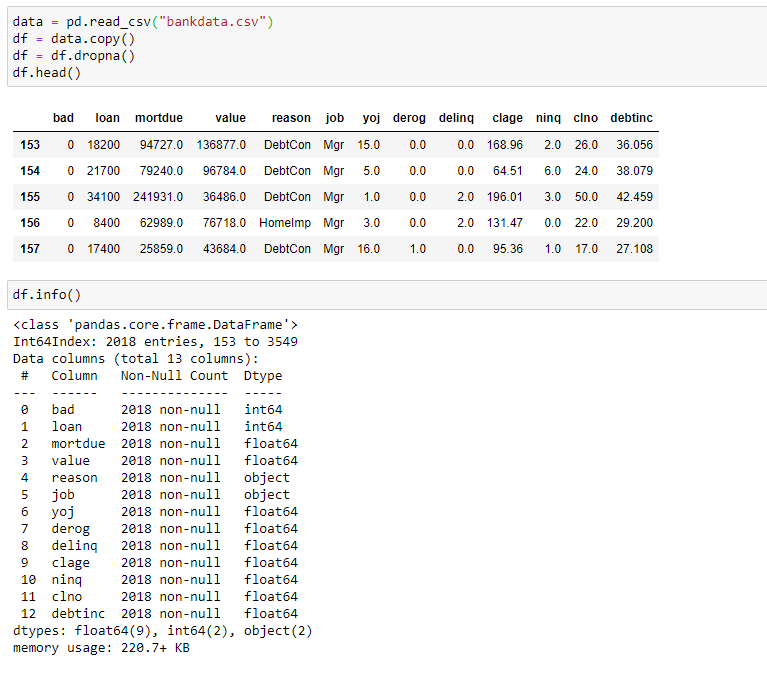 data = pd.read_csv("bankdata.csv")
df = data.copy()
df = df.dropna()
df.head()
bad loan mortdue value reason job yoj derog delinq clage ninq clno debtinc
153 0 18200 94727.0 136877.0 DebtCon Mgr 15.0 0.0 0.0 168.96 2.0 26.0 36.056
154 0 21700 79240.0 96784.0 DebtCon Mgr 5.0 0.0 0.0 64.51 6.0 24.0 38.079
155 0 34100 241931.0 36486.0 DebtCon Mgr 1.0 0.0 2.0 196.01 3.0 50.0 42.459
156 0 8400 62989.0 76718.0 HomeImp Mgr 3.0 0.0 2.0 131.47 0.0 22.0 29.200
157 0 17400 25859.0 43684.0 DebtCon Mgr 16.0 1.0 0.0 95.36 1.0 17.0 27.108
df.info()
<class 'pandas.core.frame.DataFrame'>
Int64Index: 2018 entries, 153 to 3549
Data columns (total 13 columns):
# Column Non-Null Count Dtype
--- ------ -------------- -----
0 bad 2018 non-null int64
1 loan 2018 non-null int64
2 mortdue 2018 non-null float64
3 value 2018 non-null float64
4 reason 2018 non-null object
5 job 2018 non-null object
6 yoj 2018 non-null float64
7 derog 2018 non-null float64
8 delinq 2018 non-null float64
9 clage 2018 non-null float64
10 ninq 2018 non-null float64
11 clno 2018 non-null float64
12 debtinc 2018 non-null float64
dtypes: float64(9), int64(2), object(2)
memory usage: 220.7+ KB